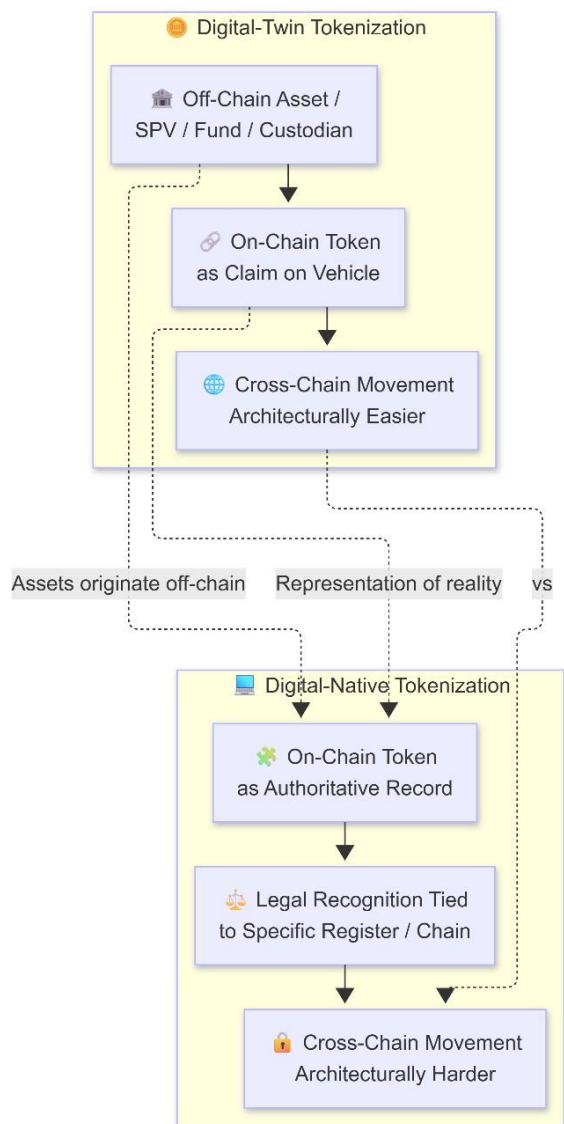 Digital-Twin Tokenization
Off-Chain Asset /
SPV / Fund / Custodian
On-Chain Token
as Claim on Vehicle
Cross-Chain Movement
Architecturally Easier
Assets originate off-chain
Representation of reality
vs
Digital-Native Tokenization
On-Chain Token
as Authoritative Record
Legal Recognition Tied
to Specific Register / Chain
Cross-Chain Movement
Architecturally Harder